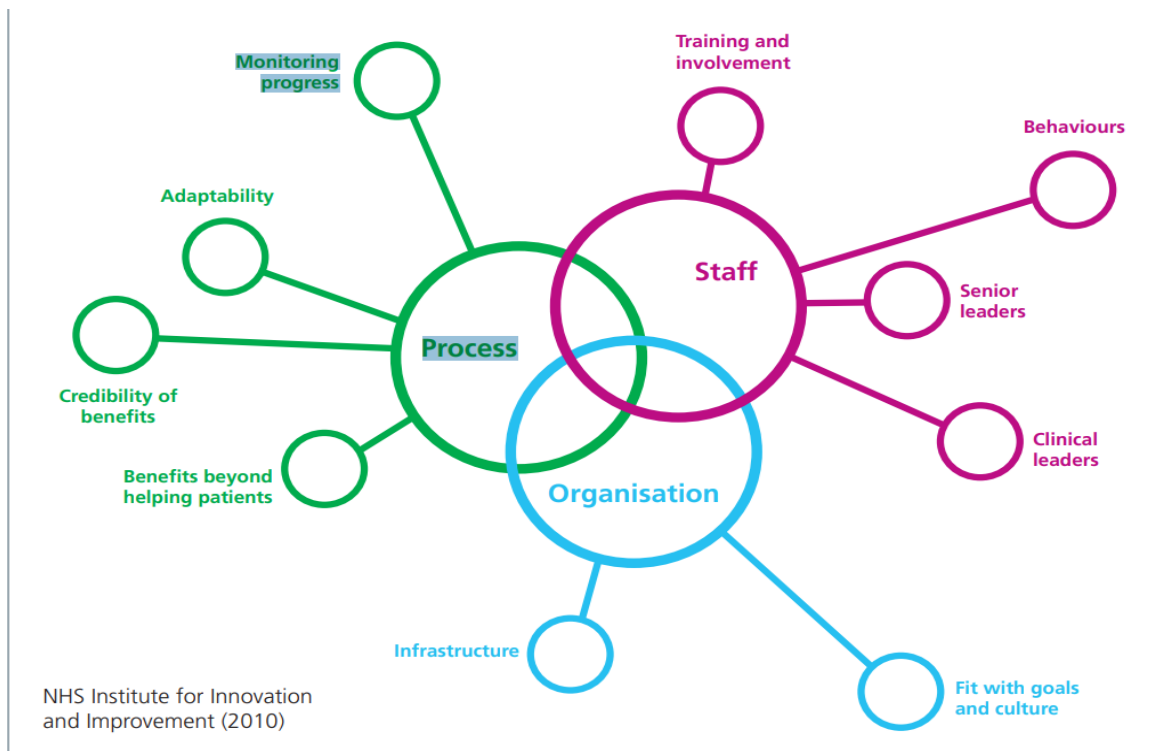 Monitoring
progress
Training and
involvement
Behaviours
Adaptability
Staff
Senior
leaders
Process
Credibility of
benefits
Clinical
leaders
Benefits beyond
helping patients
Organisation
Infrastructure
Fit with goals
and culture
NHS Institute for Innovation
and Improvement (2010)